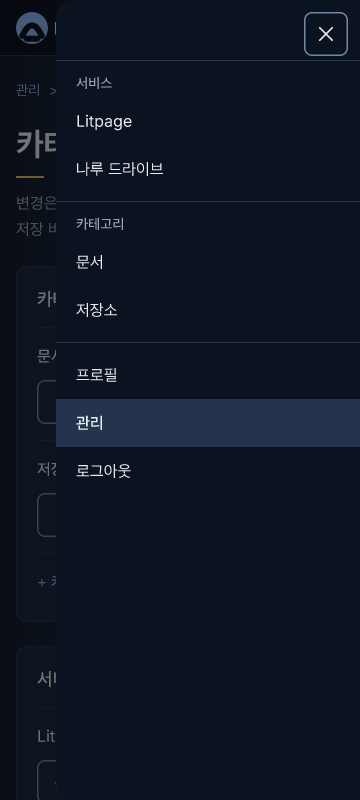 서비스
Litpage
나루 드라이브
카테고리
문서
저장소
프로필
관리
로그아웃
관리 >
변경은
저장
Lit